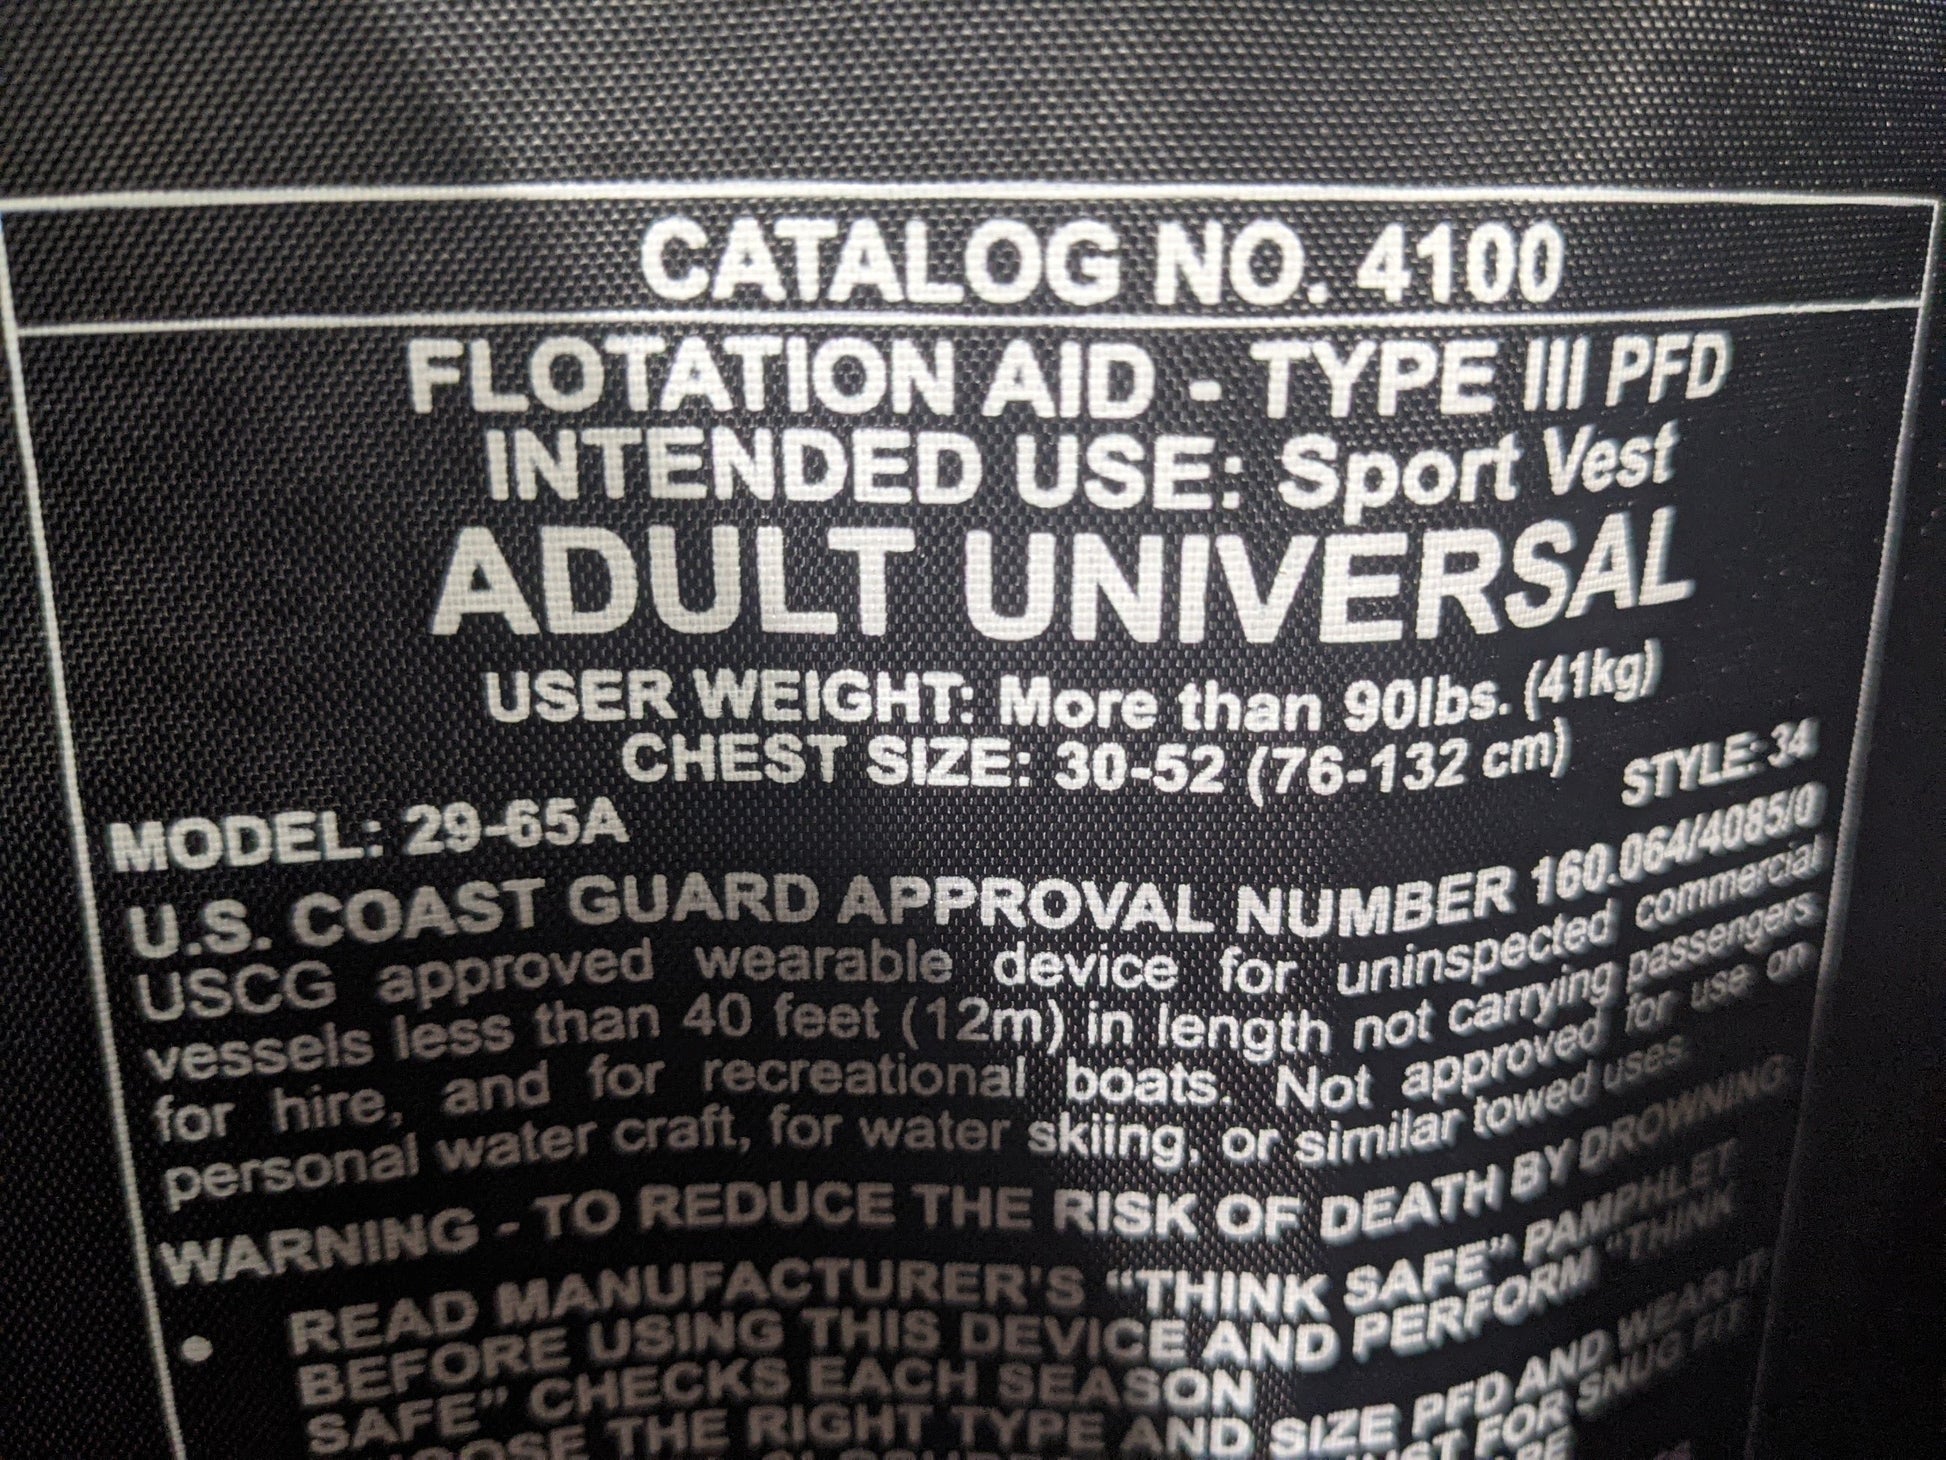 CATALOG NO. 4100
FLOTATION AID - TYPE III PFD
INTENDED USE: Sport Vest
ADULT UNIVERSAL
USER WEIGHT: More than 90lbs. (41kg)
CHEST SIZE: 30-52 (76-132 cm)
MODEL: 29-65A STYLE: 34
U.S. COAST GUARD APPROVAL NUMBER 160.064/4085/0
USCG approved wearable device for uninspected commercial
vessels less than 40 feet (12m) in length not carrying passengers
for hire, and for recreational boats. Not approved for use on
personal water craft, for water skiing, or similar towed uses.
WARNING - TO REDUCE THE RISK OF DEATH BY DROWNING:
• READ MANUFACTURER'S “THINK SAFE” PAMPHLET
BEFORE USING THIS DEVICE AND PERFORM “THINK
SAFE” CHECKS EACH SEASON
THE RIGHT TYPE AND SIZE PFD AND WEAR IT
FOR SNUG FIT